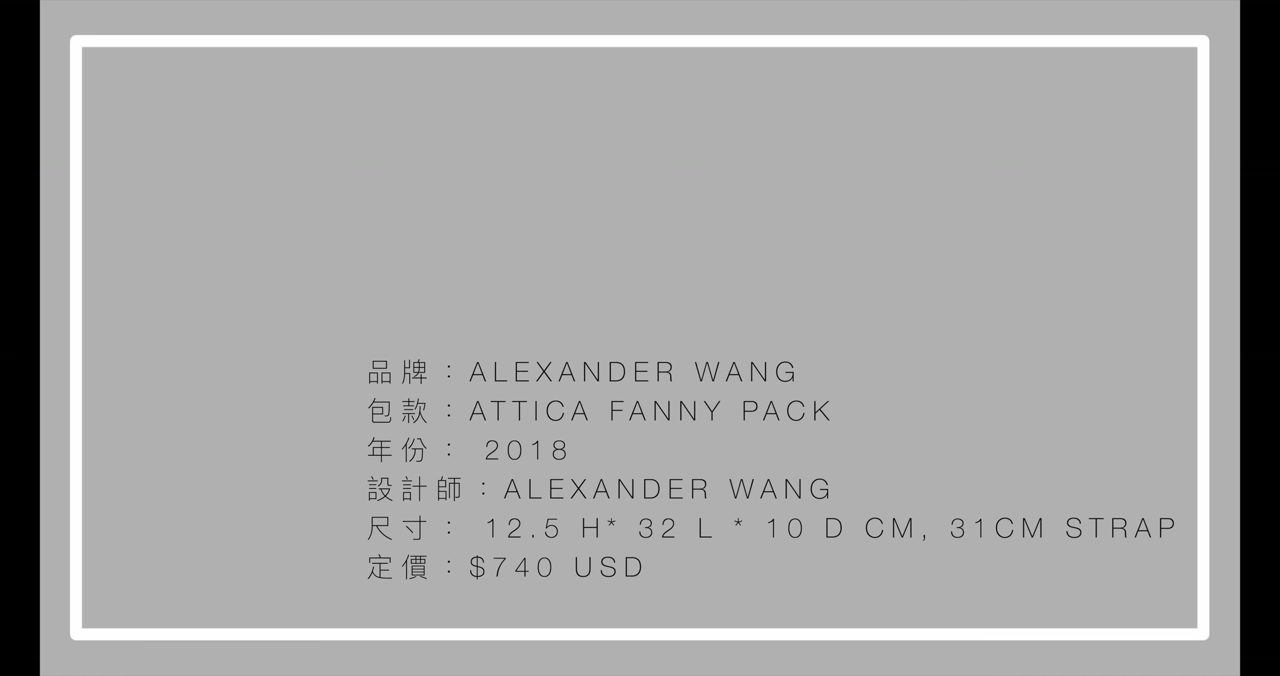 品牌：ALEXANDER WANG
包款：ATTICA FANNY PACK
年份： 2018
設計師：ALEXANDER WANG
尺寸： 12.5 H* 32 L * 10 D CM, 31CM STRAP
定價：$740 USD